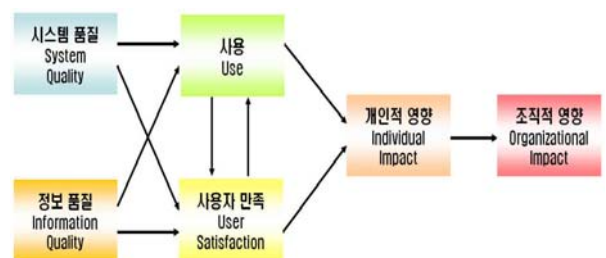 시스템 품질
System
Quality
사용
Use
개인적 영향
Individual
Impact
조직적 영향
Organizational
Impact
정보 품질
Information
Quality
사용자 만족
User
Satisfaction